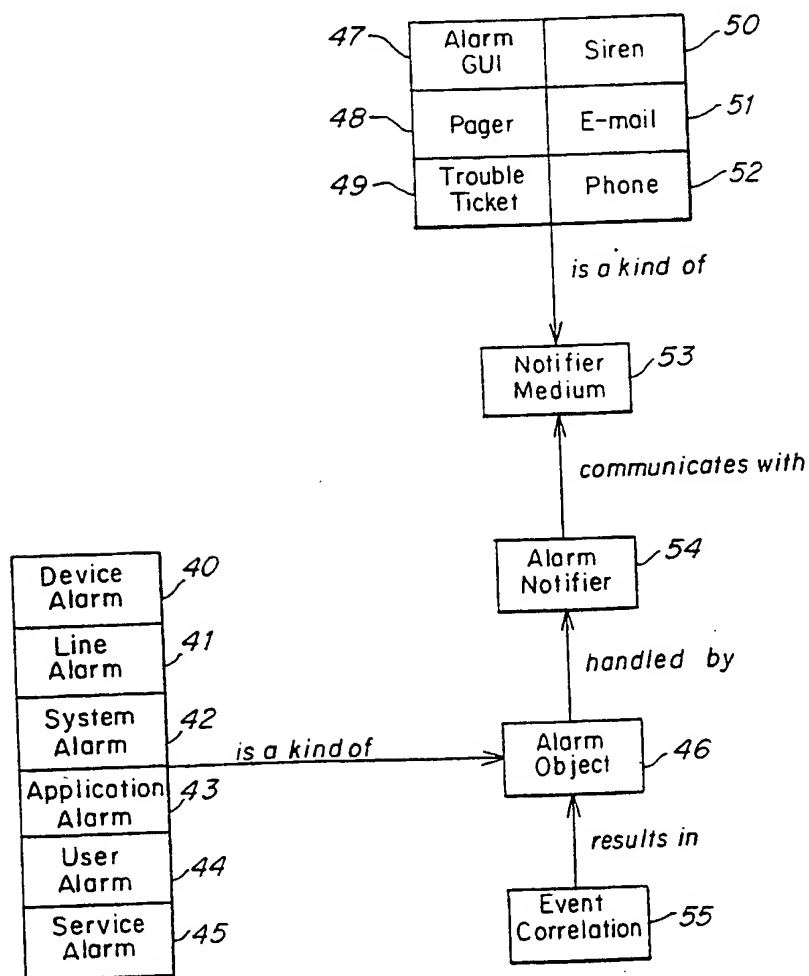 47
Alarm
GUI
Siren
50
48
Pager
E-mail
51
49
Trouble
Ticket
Phone
52
is a kind of
Notifier
Medium
53
communicates with
Alarm
Notifier
54
handled by
Device
Alarm
40
Line
Alarm
41
System
Alarm
42
Application
Alarm
43
User
Alarm
44
Service
Alarm
45
is a kind of
Alarm
Object
46
results in
Event
Correlation
55